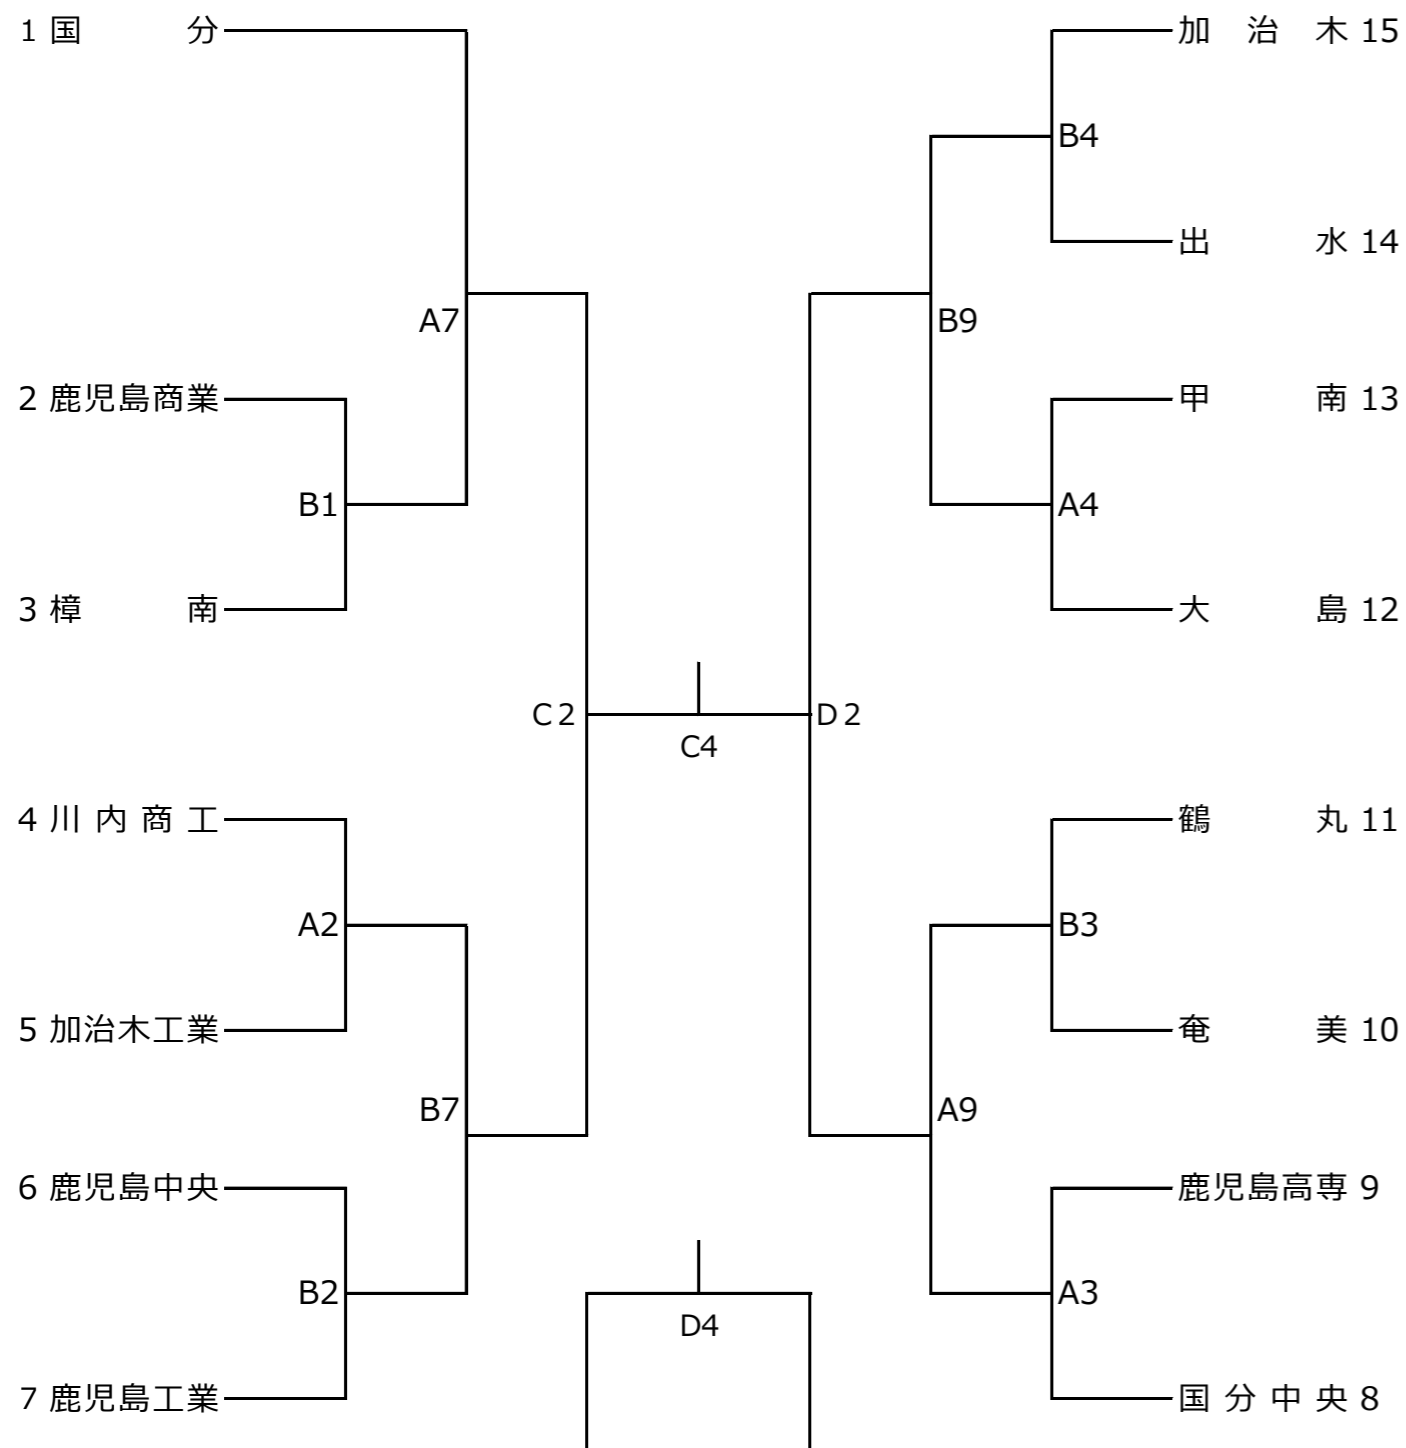 1 国分
加治木 15
B4
出水 14
A7
B9
2 鹿児島商業
甲南 13
B1
A4
3 樟南
大島 12
C2
D2
C4
4 川内商工
鶴丸 11
A2
B3
5 加治木工業
奄美 10
B7
A9
6 鹿児島中央
鹿児島高専 9
B2
A3
D4
7 鹿児島工業
国分中央 8